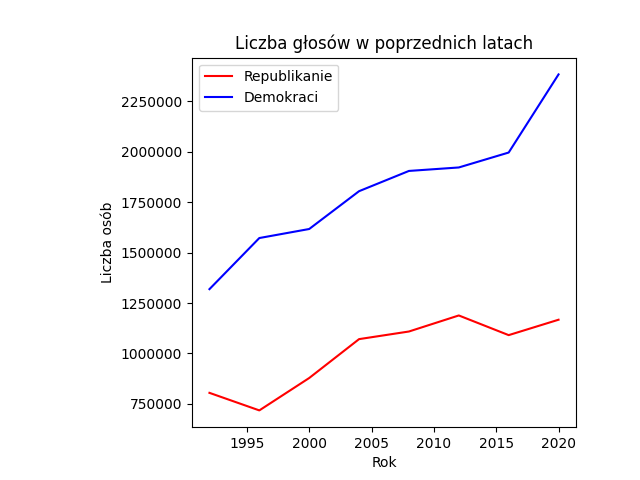 Liczba głosów w poprzednich latach
Republikanie
Demokraci
2250000
2000000
1750000
1500000
1250000
1000000
750000
Liczba osób
1995 2000 2005 2010 2015 2020
Rok